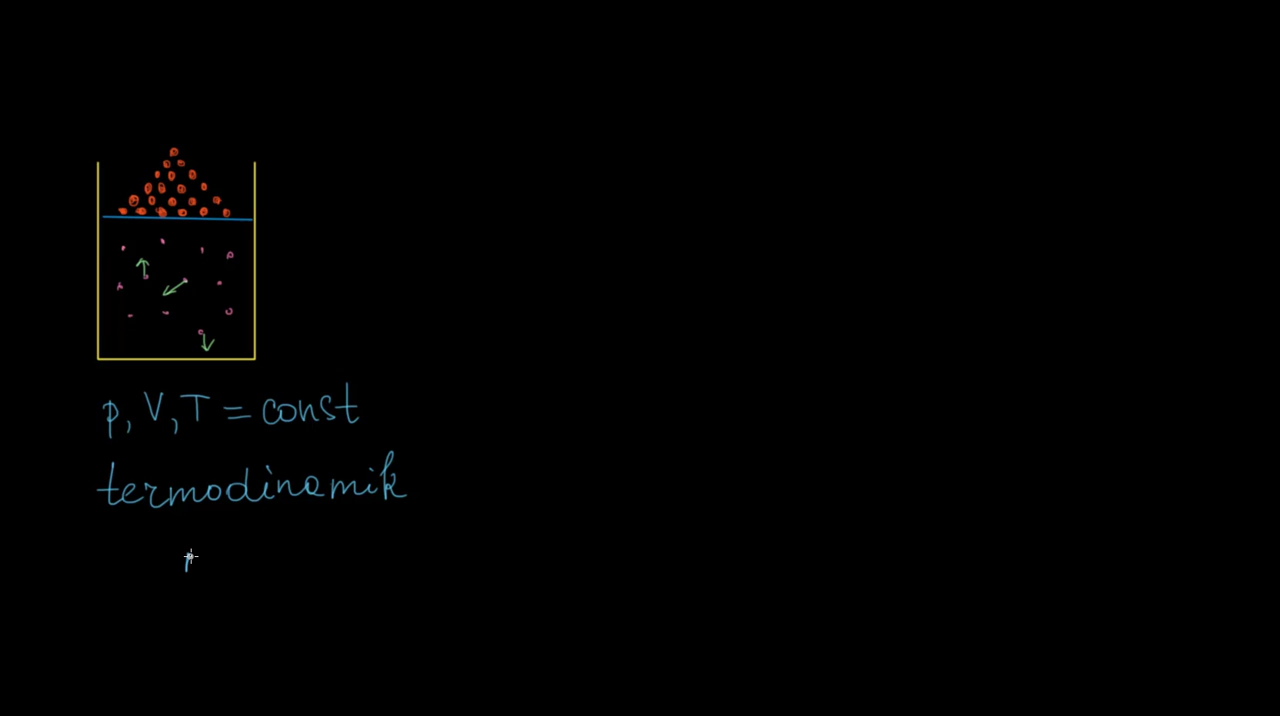 p, V, T = const
termodinamik